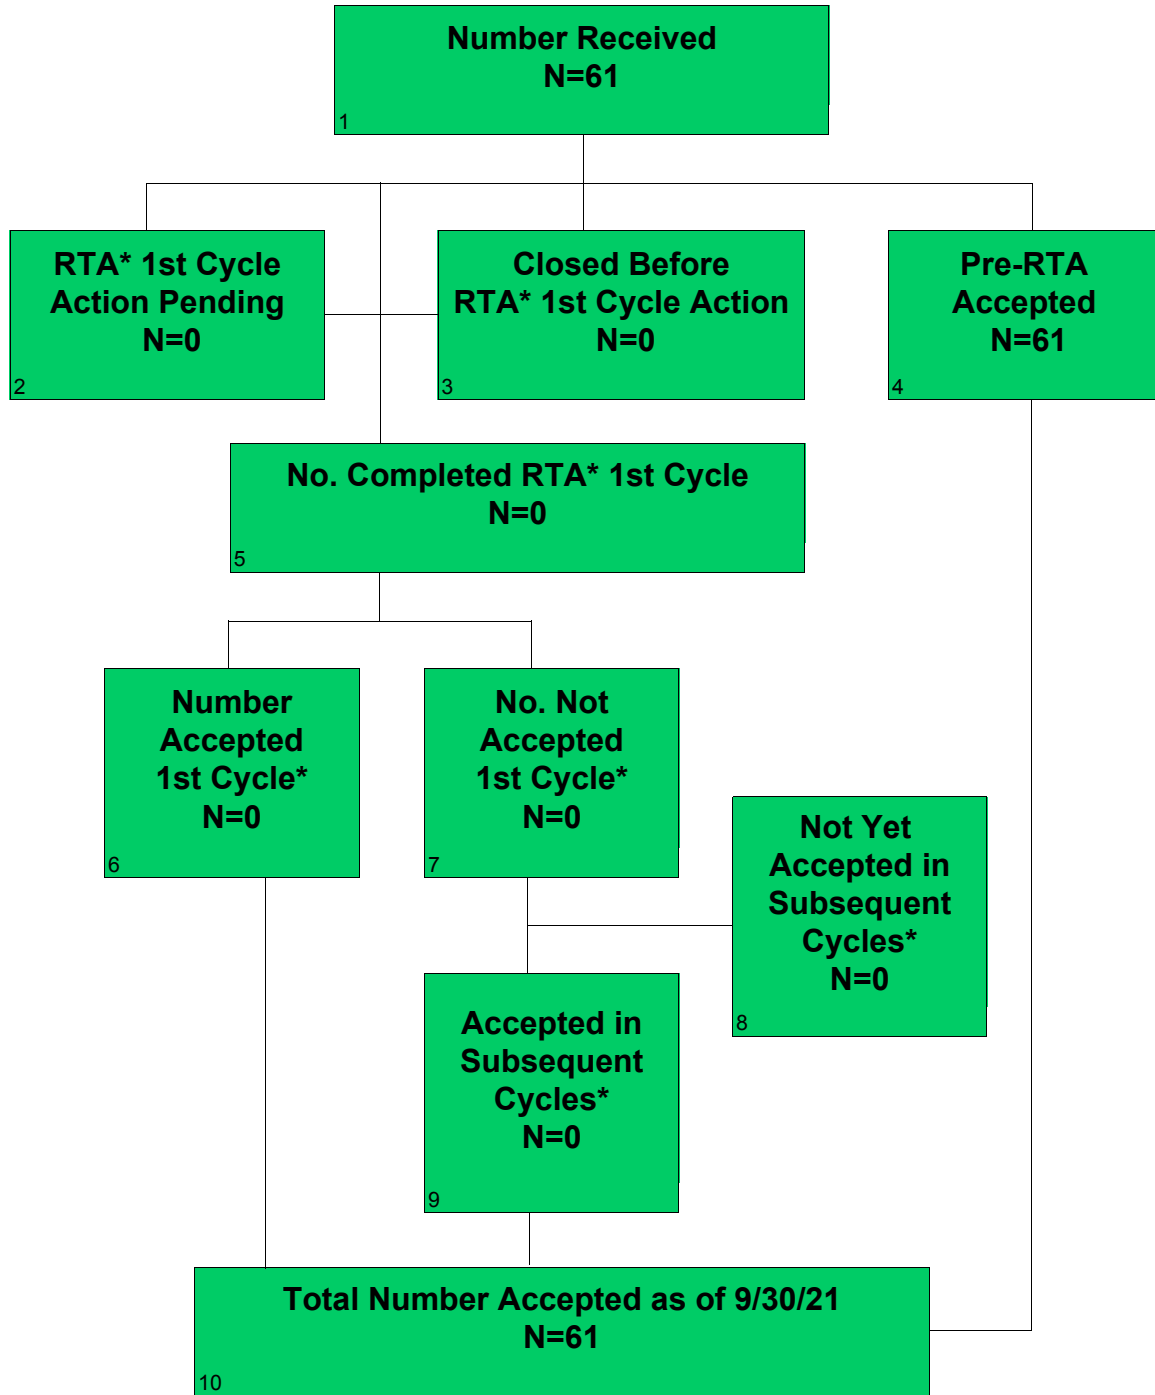 Number Received
N=61
1
RTA* 1st Cycle
Action Pending
N=0
2
Closed Before
RTA* 1st Cycle Action
N=0
3
Pre-RTA
Accepted
N=61
4
No. Completed RTA* 1st Cycle
N=0
5
Number
Accepted
1st Cycle*
N=0
6
No. Not
Accepted
1st Cycle*
N=0
7
Not Yet
Accepted in
Subsequent
Cycles*
N=0
8
Accepted in
Subsequent
Cycles*
N=0
9
Total Number Accepted as of 9/30/21
N=61
10